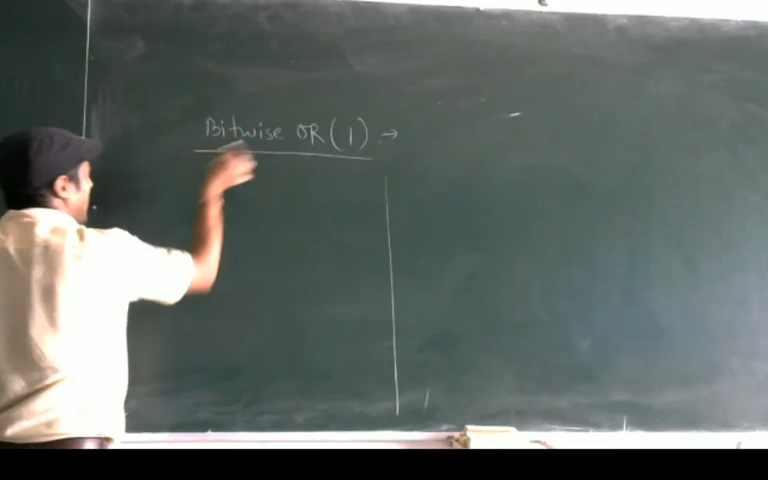 Bitwise OR (|) →